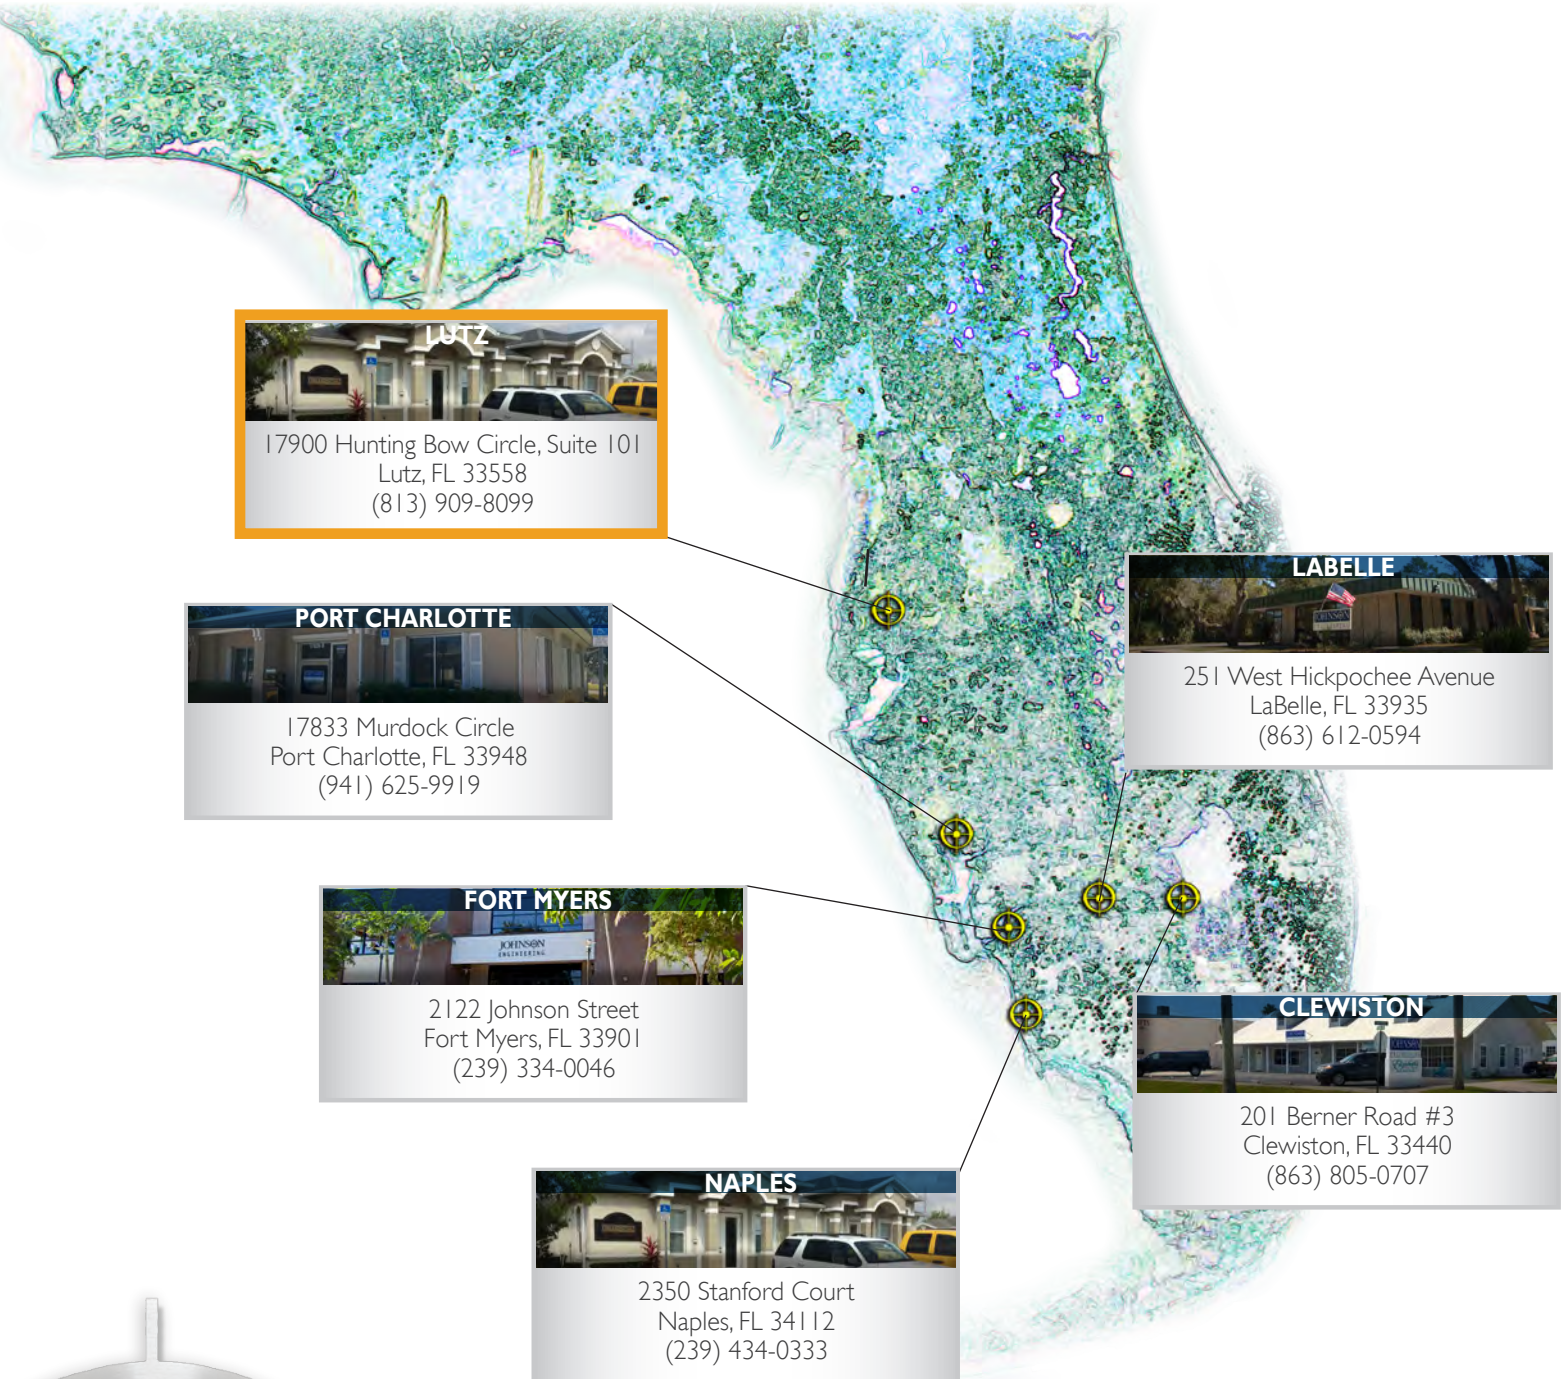 LUTZ
17900 Hunting Bow Circle, Suite 101
Lutz, FL 33558
(813) 909-8099
PORT CHARLOTTE
17833 Murdock Circle
Port Charlotte, FL 33948
(941) 625-9919
LABELLE
JOHNSON
251 West Hickpochee Avenue
LaBelle, FL 33935
(863) 612-0594
FORT MYERS
JOHNSON
ENGINEERING
2122 Johnson Street
Fort Myers, FL 33901
(239) 334-0046
CLEWISTON
JOHNSON
201 Berner Road #3
Clewiston, FL 33440
(863) 805-0707
NAPLES
2350 Stanford Court
Naples, FL 34112
(239) 434-0333